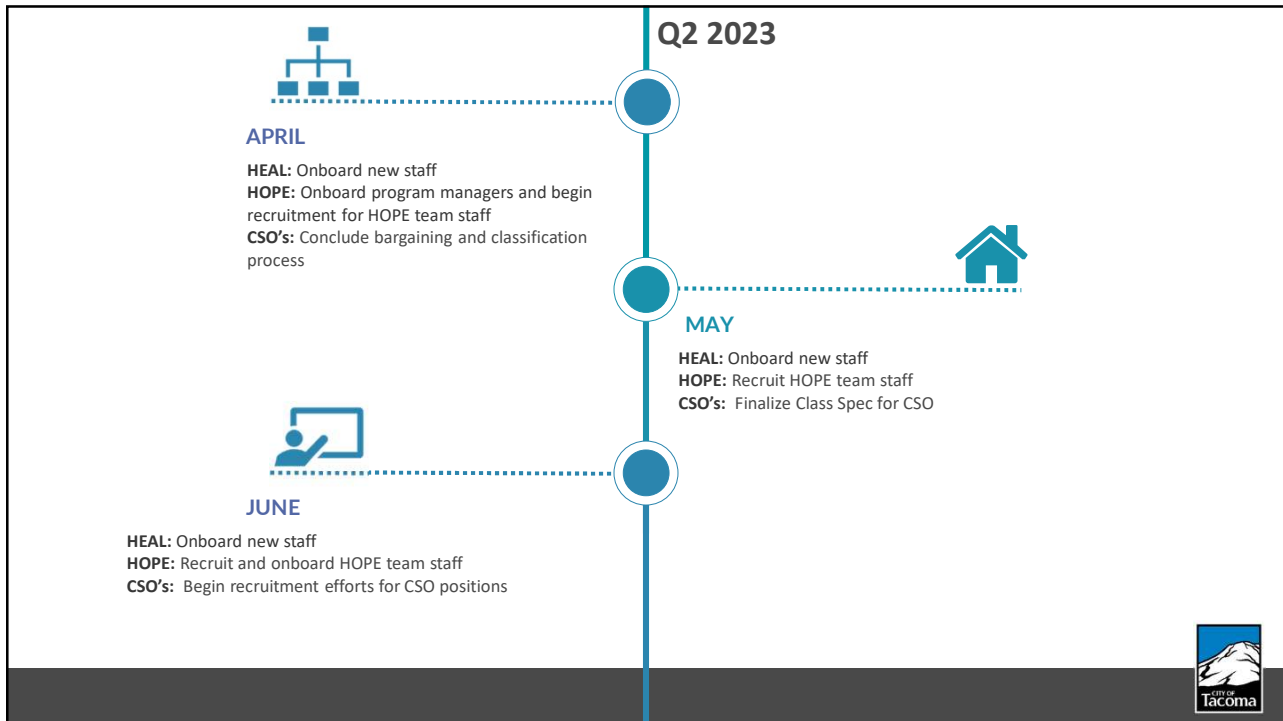 Q2 2023
APRIL
HEAL: Onboard new staff
HOPE: Onboard program managers and begin
recruitment for HOPE team staff
CSO's: Conclude bargaining and classification
process
MAY
HEAL: Onboard new staff
HOPE: Recruit HOPE team staff
CSO's:  Finalize Class Spec for CSO
JUNE
HEAL: Onboard new staff
HOPE: Recruit and onboard HOPE team staff
CSO's:  Begin recruitment efforts for CSO positions
CITY OF
Tacoma